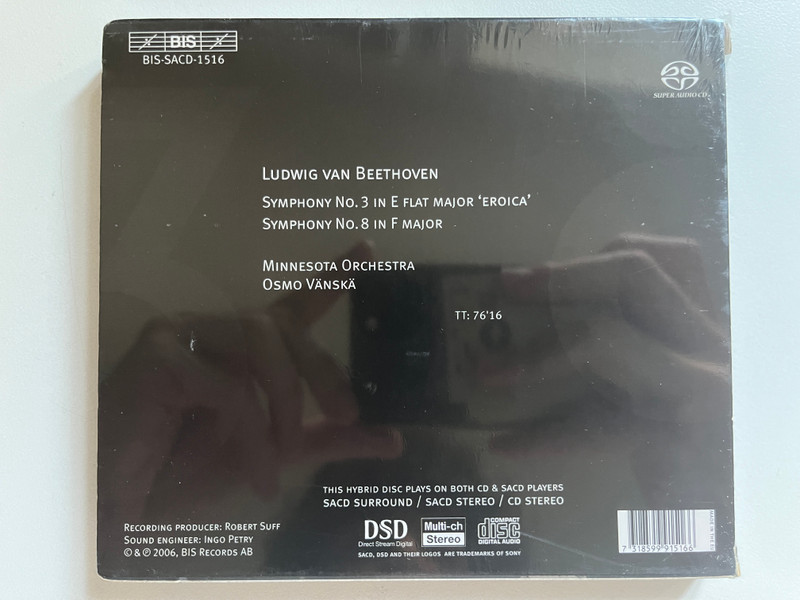 BIS
BIS-SACD-1516
SUPER AUDIO CD
LUDWIG VAN BEETHOVEN
SYMPHONY NO. 3 IN E FLAT MAJOR ‘EROICA’
SYMPHONY NO. 8 IN F MAJOR
MINNESOTA ORCHESTRA
OSMO VÄNSKÄ
TT: 76'16
THIS HYBRID DISC PLAYS ON BOTH CD & SACD PLAYERS
SACD SURROUND / SACD STEREO / CD STEREO
RECORDING PRODUCER: ROBERT SUFF
SOUND ENGINEER: INGO PETRY
© & ℗ 2006, BIS RECORDS AB
DSD
Direct Stream Digital
Multi-ch
Stereo
COMPACT
disc
DIGITAL AUDIO
SACD, DSD AND THEIR LOGOS ARE TRADEMARKS OF SONY
MADE IN THE EU
7 318599 915166